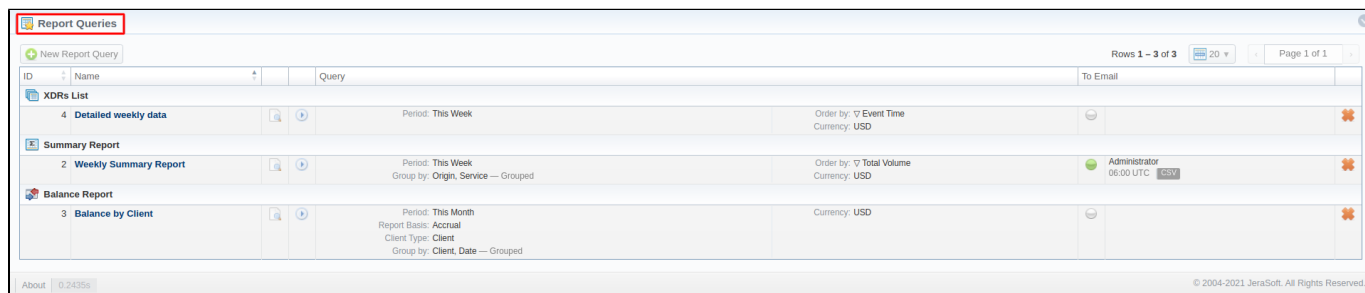 Report Queries
New Report Query
Rows 1 – 3 of 3
20
Page 1 of 1
ID Name Query To Email
XDRs List
4 Detailed weekly data Period: This Week Order by: ▽ Event Time
Currency: USD
Summary Report
2 Weekly Summary Report Period: This Week Order by: ▽ Total Volume Administrator
Group by: Origin, Service — Grouped Currency: USD 06:00 UTC CSV
Balance Report
3 Balance by Client Period: This Month Currency: USD
Report Basis: Accrual
Client Type: Client
Group by: Client, Date — Grouped
About 0.2435s © 2004-2021 JeraSoft. All Rights Reserved.